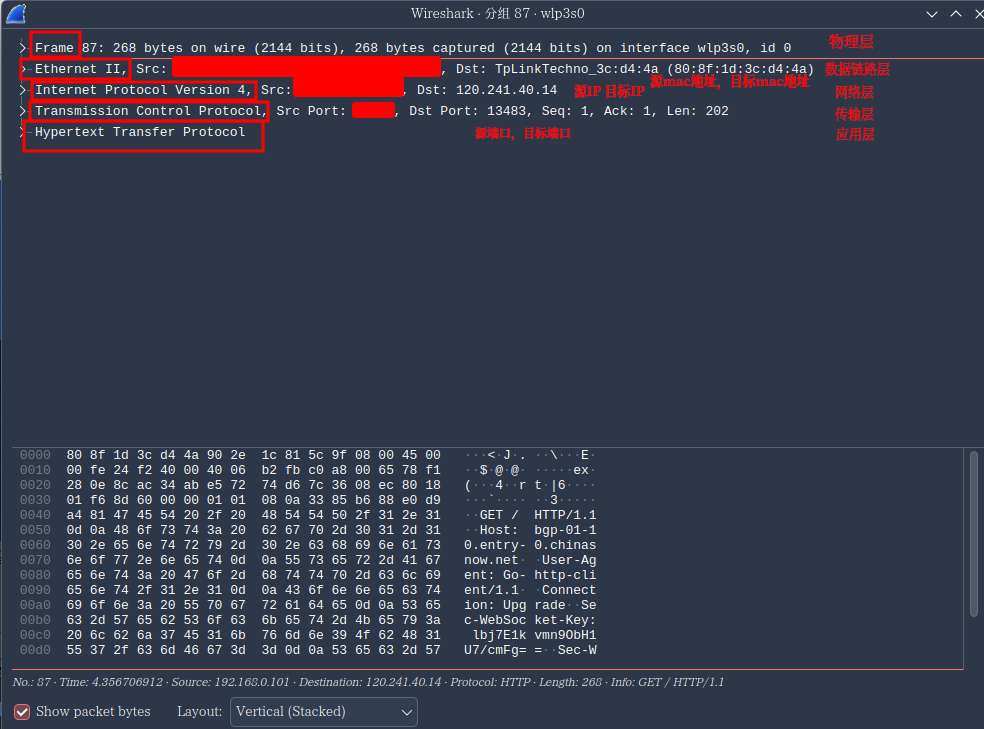 Wireshark · 分组 87 · wlp3s0
Frame 87: 268 bytes on wire (2144 bits), 268 bytes captured (2144 bits) on interface wlp3s0, id 0 物理层
Ethernet II, Src: , Dst: TpLinkTechno_3c:d4:4a (80:8f:1d:3c:d4:4a) 数据链路层
源mac地址，目标mac地址
Internet Protocol Version 4, Src: , Dst: 120.241.40.14 源IP 目标IP 网络层
Transmission Control Protocol, Src Port: , Dst Port: 13483, Seq: 1, Ack: 1, Len: 202 传输层
Hypertext Transfer Protocol 源端口，目标端口 应用层
0000 80 8f 1d 3c d4 4a 90 2e 1c 81 5c 9f 08 00 45 00 ···<·J·.··\···E·
0010 00 fe 24 f2 40 00 40 06 b2 fb c0 a8 00 65 78 f1 ··$·@·@······ex·
0020 28 0e 8c ac 34 ab e5 72 74 d6 7c 36 08 ec 80 18 (···4··rt·|6····
0030 01 f6 8d 60 00 00 01 01 08 0a 33 85 b6 88 e0 d9 ···`······3·····
0040 a4 81 47 45 54 20 2f 20 48 54 54 50 2f 31 2e 31 ··GET / HTTP/1.1
0050 0d 0a 48 6f 73 74 3a 20 62 67 70 2d 30 31 2d 31 ··Host: bgp-01-1
0060 30 2e 65 6e 74 72 79 2d 30 2e 63 68 69 6e 61 73 0.entry-0.chinas
0070 6e 6f 77 2e 6e 65 74 0d 0a 55 73 65 72 2d 41 67 now.net··User-Ag
0080 65 6e 74 3a 20 47 6f 2d 68 74 74 70 2d 63 6c 69 ent: Go-http-cli
0090 65 6e 74 2f 31 2e 31 0d 0a 43 6f 6e 6e 65 63 74 ent/1.1··Connect
00a0 69 6f 6e 3a 20 55 70 67 72 61 64 65 0d 0a 53 65 ion: Upgrade··Se
00b0 63 2d 57 65 62 53 6f 63 6b 65 74 2d 4b 65 79 3a c-WebSocket-Key:
00c0 20 6c 62 6a 37 45 31 6b 76 6d 6e 39 4f 62 48 31 lbj7E1kvmn9ObH1
00d0 55 37 2f 63 6d 46 67 3d 3d 0d 0a 53 65 63 2d 57 U7/cmFg==··Sec-W
No.: 87 · Time: 4.356706912 · Source: 192.168.0.101 · Destination: 120.241.40.14 · Protocol: HTTP · Length: 268 · Info: GET / HTTP/1.1
Show packet bytes Layout: Vertical (Stacked)